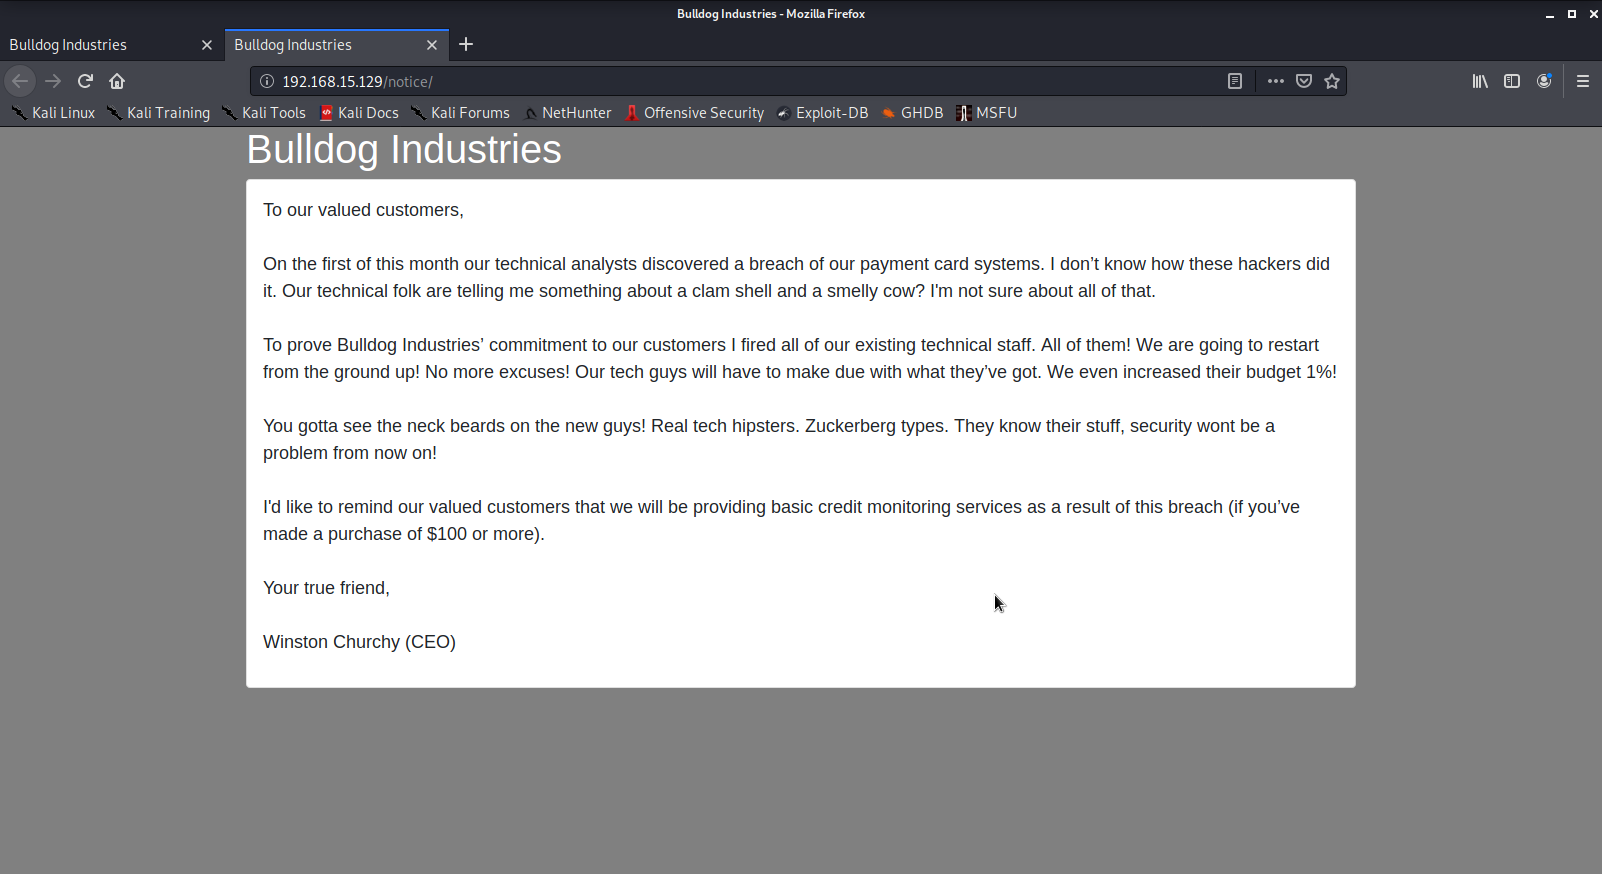 Bulldog Industries - Mozilla Firefox
Bulldog Industries
Bulldog Industries
192.168.15.129/notice/
Kali Linux Kali Training Kali Tools Kali Docs Kali Forums NetHunter Offensive Security Exploit-DB GHDB MSFU
Bulldog Industries
To our valued customers,
On the first of this month our technical analysts discovered a breach of our payment card systems. I don’t know how these hackers did
it. Our technical folk are telling me something about a clam shell and a smelly cow? I'm not sure about all of that.
To prove Bulldog Industries’ commitment to our customers I fired all of our existing technical staff. All of them! We are going to restart
from the ground up! No more excuses! Our tech guys will have to make due with what they’ve got. We even increased their budget 1%!
You gotta see the neck beards on the new guys! Real tech hipsters. Zuckerberg types. They know their stuff, security wont be a
problem from now on!
I'd like to remind our valued customers that we will be providing basic credit monitoring services as a result of this breach (if you’ve
made a purchase of $100 or more).
Your true friend,
Winston Churchy (CEO)